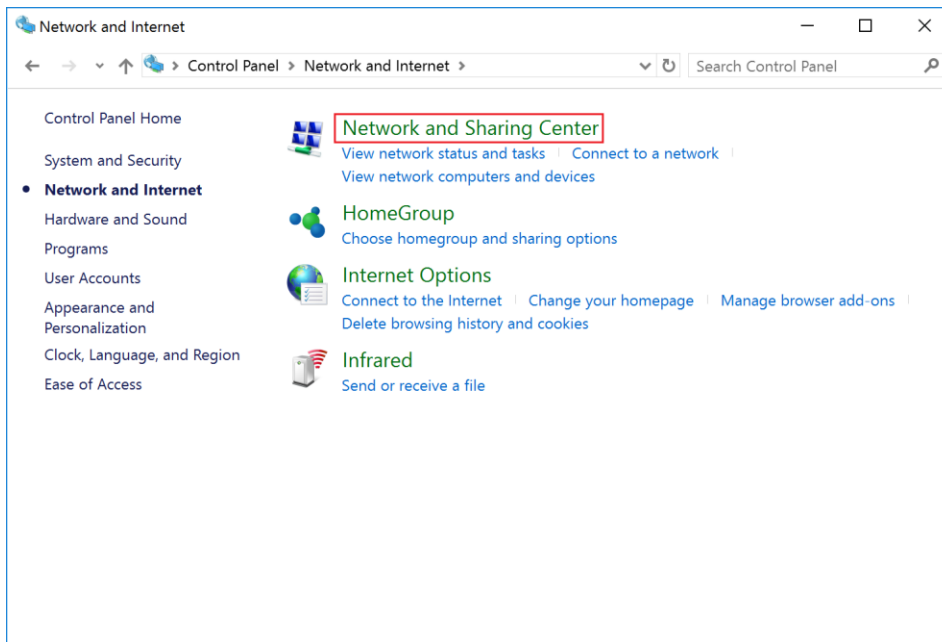 Network and Internet
Control Panel > Network and Internet >
Search Control Panel
Control Panel Home
System and Security
Network and Internet
Hardware and Sound
Programs
User Accounts
Appearance and
Personalization
Clock, Language, and Region
Ease of Access
Network and Sharing Center
View network status and tasks
Connect to a network
View network computers and devices
HomeGroup
Choose homegroup and sharing options
Internet Options
Connect to the Internet
Change your homepage
Manage browser add-ons
Delete browsing history and cookies
Infrared
Send or receive a file